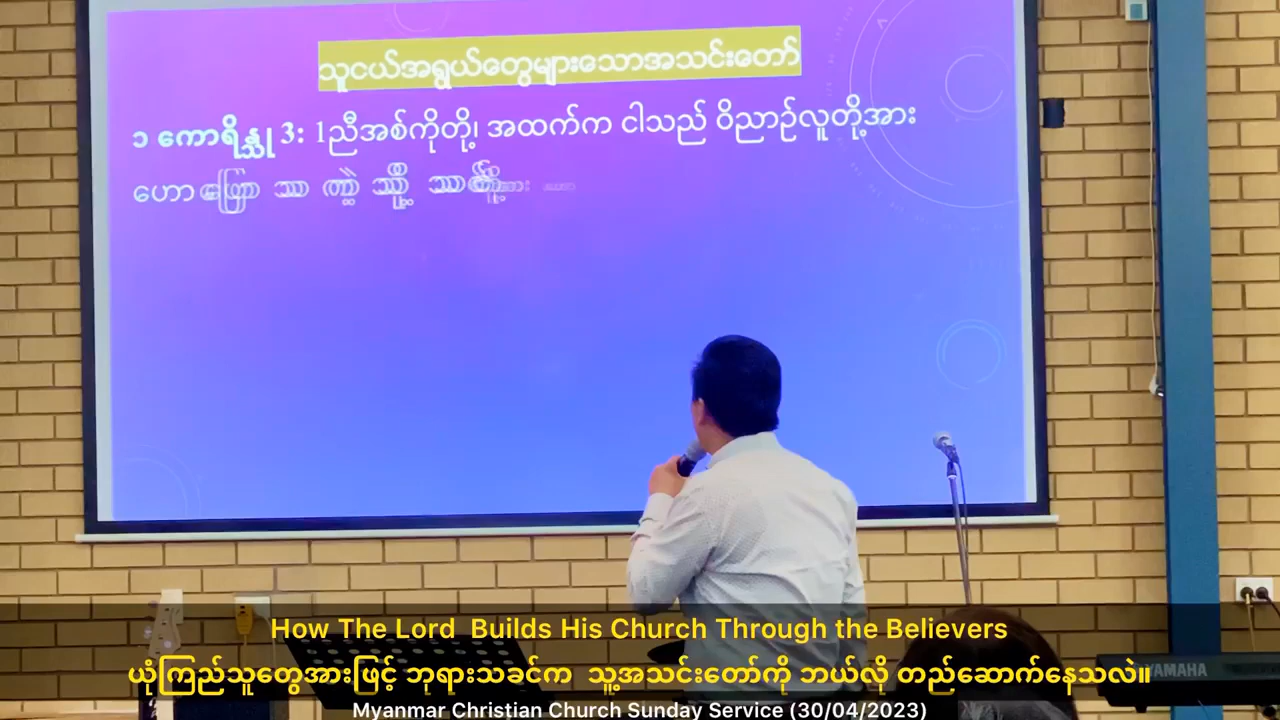 သူငယ်အရွယ်တွေများသောအသင်းတော်
၁ ကောရိန္သု 3: 1ညီအစ်ကိုတို့၊ အထက်က ငါသည် ဝိညာဉ်လူတို့အား
ဟော
How The Lord Builds His Church Through the Believers
ယုံကြည်သူတွေအားဖြင့် ဘုရားသခင်က သူ့အသင်းတော်ကို ဘယ်လို တည်ဆောက်နေသလဲ။
YAMAHA
Myanmar Christian Church Sunday Service (30/04/2023)